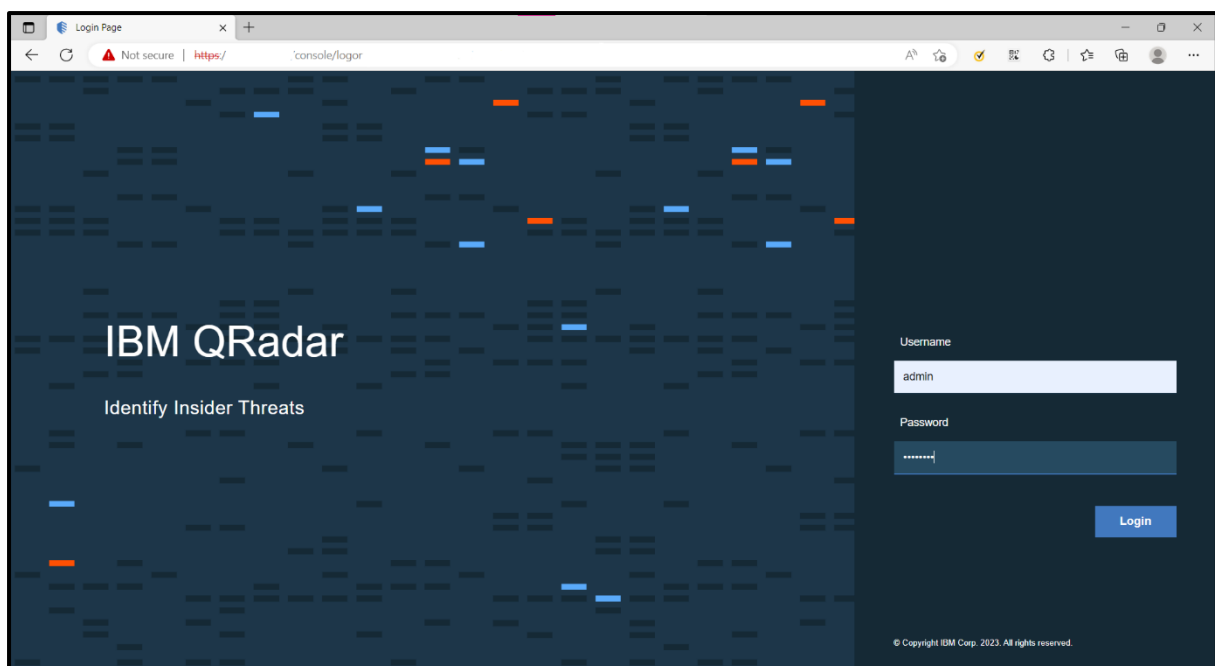 Login Page
Not secure | https:/ 'console/logor
IBM QRadar
Identify Insider Threats
Username
admin
Password
Login
© Copyright IBM Corp. 2023. All rights reserved.